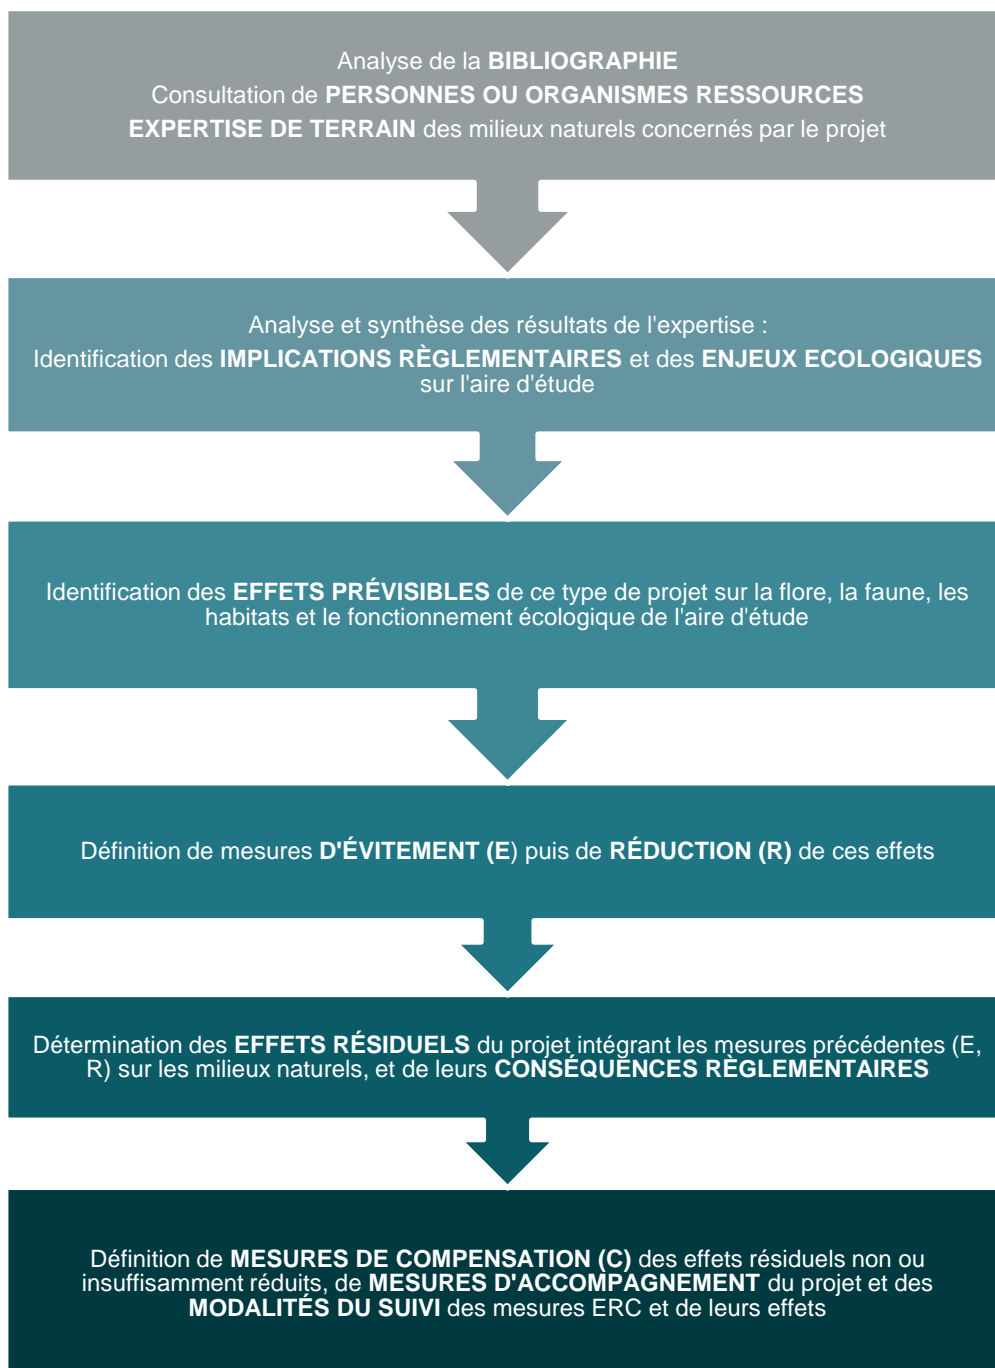 Analyse de la BIBLIOGRAPHIE
Consultation de PERSONNES OU ORGANISMES RESSOURCES
EXPERTISE DE TERRAIN des milieux naturels concernés par le projet
Analyse et synthèse des résultats de l'expertise :
Identification des IMPLICATIONS RÈGLEMENTAIRES et des ENJEUX ECOLOGIQUES
sur l'aire d'étude
Identification des EFFETS PRÉVISIBLES de ce type de projet sur la flore, la faune, les
habitats et le fonctionnement écologique de l'aire d'étude
Définition de mesures D'ÉVITEMENT (E) puis de RÉDUCTION (R) de ces effets
Détermination des EFFETS RÉSIDUELS du projet intégrant les mesures précédentes (E,
R) sur les milieux naturels, et de leurs CONSÉQUENCES RÈGLEMENTAIRES
Définition de MESURES DE COMPENSATION (C) des effets résiduels non ou
insuffisamment réduits, de MESURES D'ACCOMPAGNEMENT du projet et des
MODALITÉS DU SUIVI des mesures ERC et de leurs effets